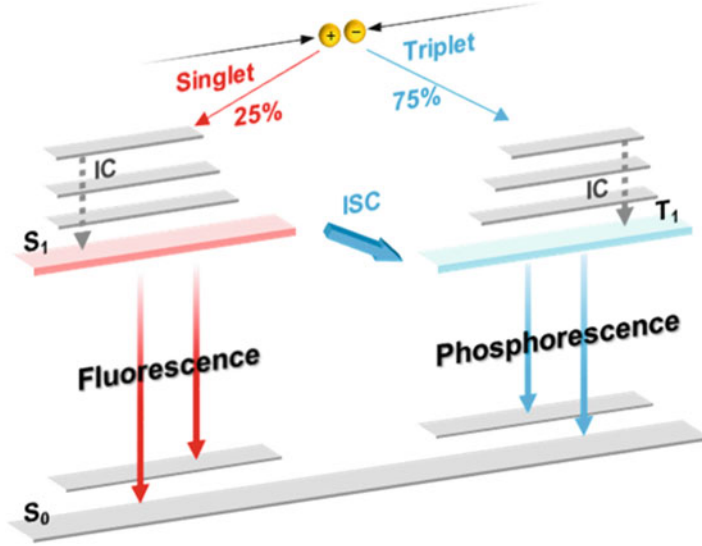 + −
Singlet
Triplet
25%
75%
IC
IC
ISC
S1
T1
Fluorescence
Phosphorescence
S0